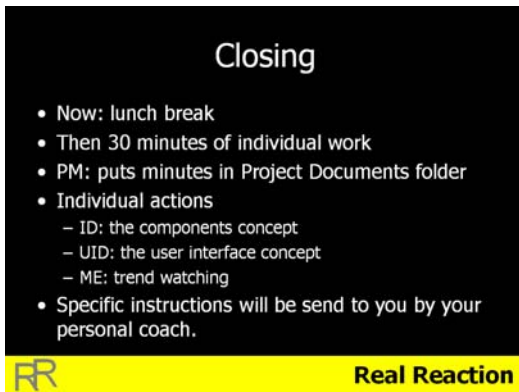 Closing
• Now: lunch break
• Then 30 minutes of individual work
• PM: puts minutes in Project Documents folder
• Individual actions
– ID: the components concept
– UID: the user interface concept
– ME: trend watching
• Specific instructions will be send to you by your
personal coach.
RR
Real Reaction